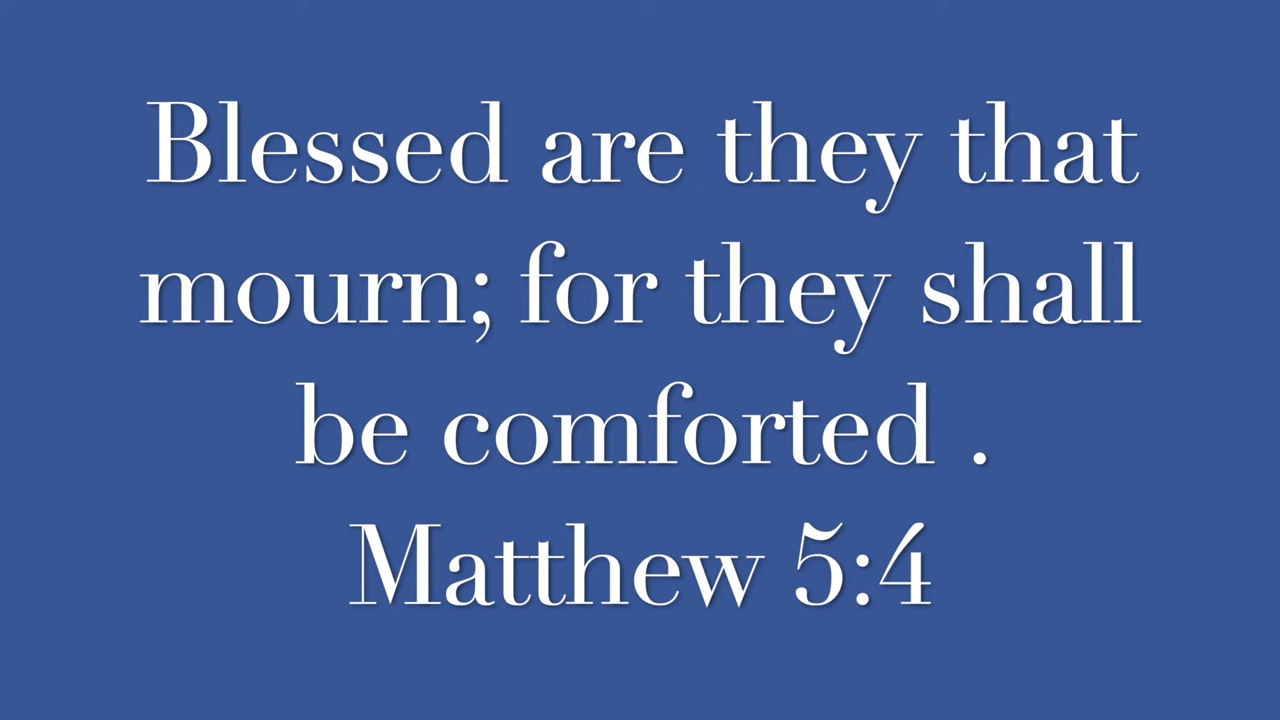 Blessed are they that
mourn; for they shall
be comforted .
Matthew 5:4